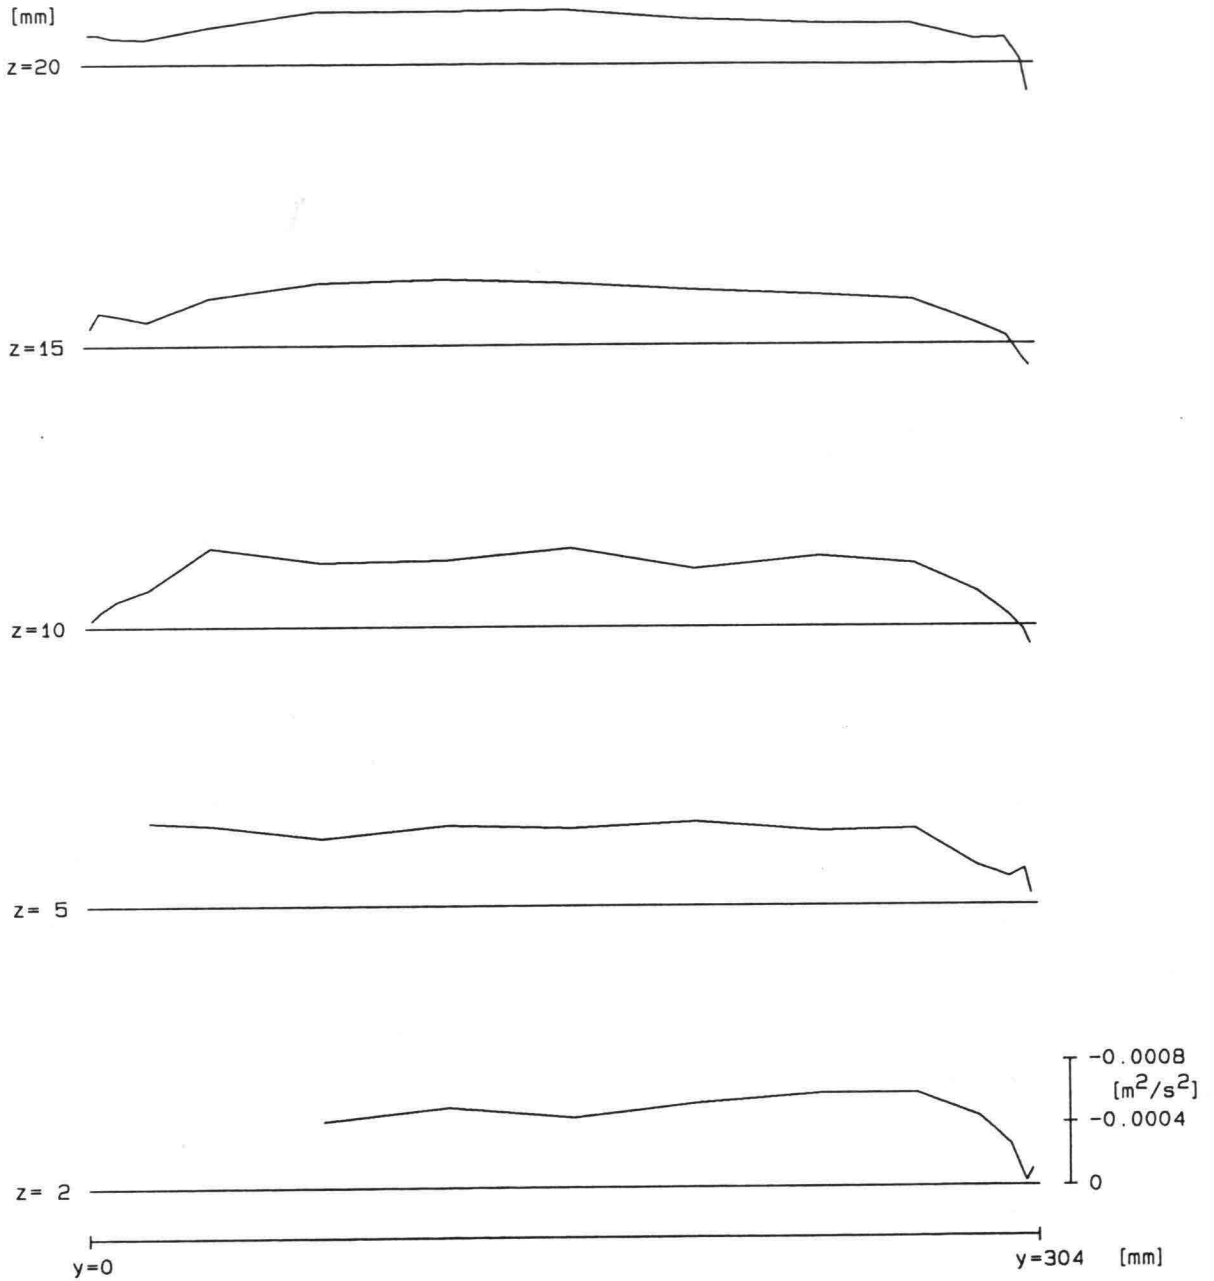 [mm]
z=20
z=15
z=10
z= 5
-0.0008
[m²/s²]
-0.0004
0
z= 2
y=0
y=304 [mm]